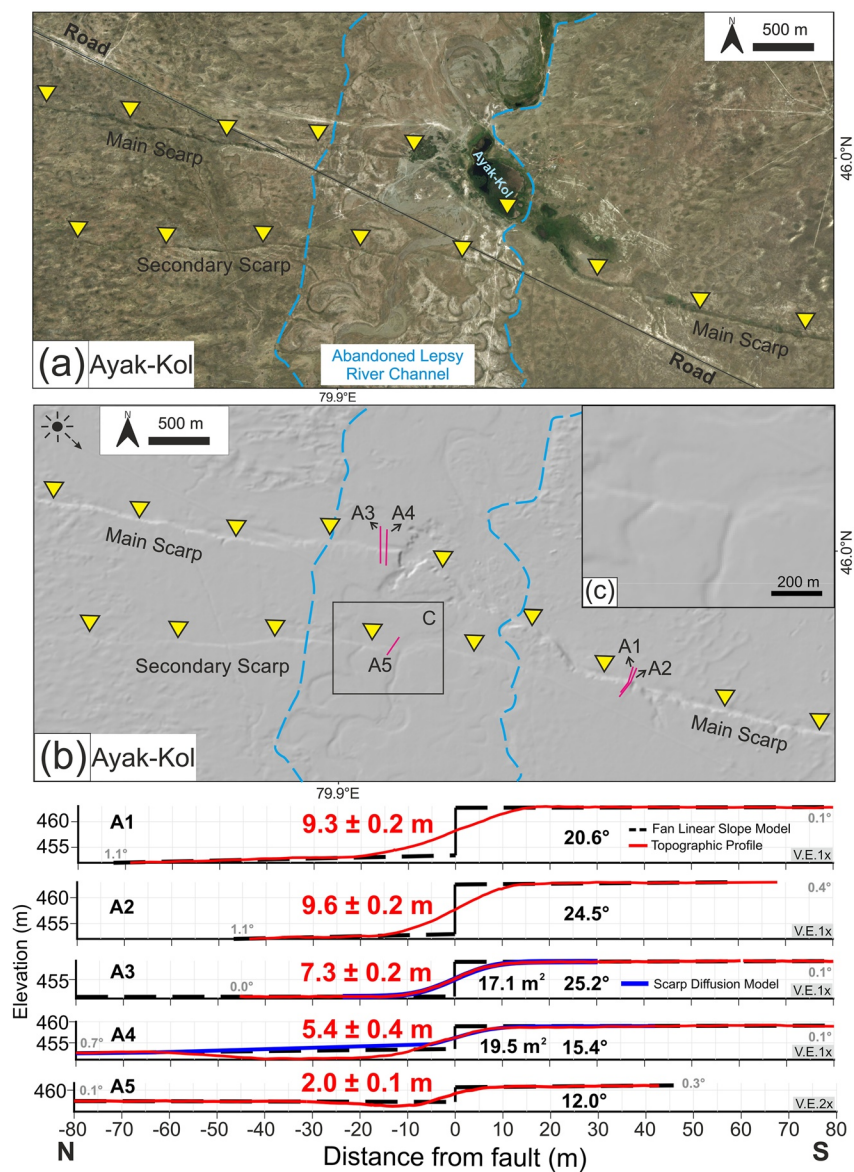 Road
N
500 m
Main Scarp
Ayak-Kol
46.0°N
Secondary Scarp
Main Scarp
Road
(a) Ayak-Kol
Abandoned Lepsy
River Channel
79.9°E
N
500 m
A3
A4
Main Scarp
46.0°N
(c)
200 m
C
A5
Secondary Scarp
A1
A2
Main Scarp
(b) Ayak-Kol
79.9°E
Elevation (m)
460
455
A1
9.3 ± 0.2 m
20.6°
Fan Linear Slope Model
Topographic Profile
0.1°
1.1°
V.E.1x
460
455
A2
9.6 ± 0.2 m
24.5°
0.4°
1.1°
V.E.1x
455
A3
7.3 ± 0.2 m
0.0°
17.1 m²
25.2°
Scarp Diffusion Model
0.1°
V.E.1x
460
455
A4
5.4 ± 0.4 m
0.7°
19.5 m²
15.4°
0.1°
V.E.1x
460
A5
2.0 ± 0.1 m
0.1°
12.0°
0.3°
V.E.2x
-80 -70 -60 -50 -40 -30 -20 -10 0 10 20 30 40 50 60 70 80
N
Distance from fault (m)
S